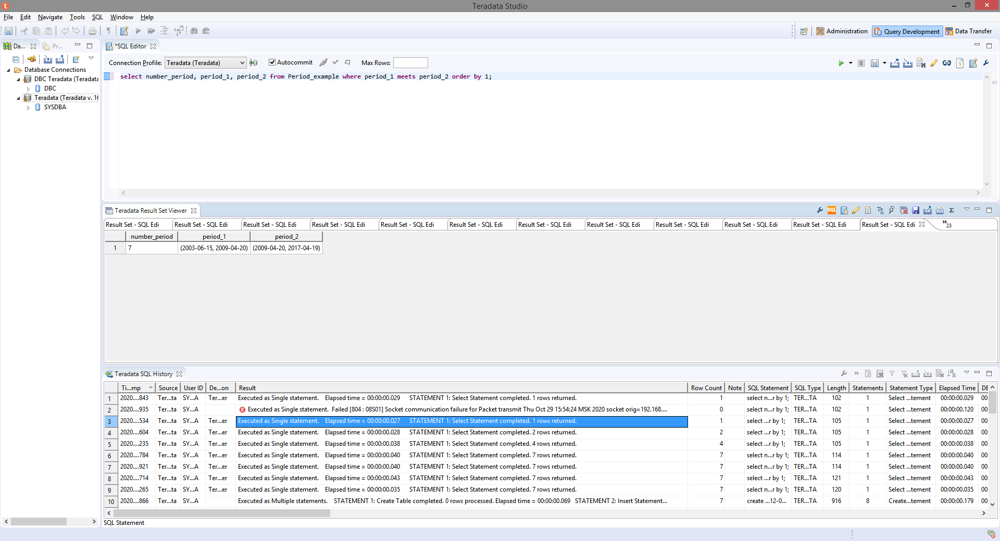 Teradata Studio
File Edit Navigate Tools SQL Window Help
Administration Query Development Data Transfer
Da... Pr...
*SQL Editor
Connection Profile: Teradata (Teradata) Autocommit Max Rows:
Database Connections
DBC Teradata (Teradata
DBC
Teradata (Teradata v. 16
SYSDBA
select number_period, period_1, period_2 from Period_example where period_1 meets period_2 order by 1;
Teradata Result Set Viewer
SQL
Result Set - SQL Edi Result Set - SQL Edi Result Set - SQL Edi Result Set - SQL Edi Result Set - SQL Edi Result Set - SQL Edi Result Set - SQL Edi Result Set - SQL Edi Result Set - SQL Edi Result Set - SQL Edi Result Set - SQL Edi Result Set - SQL Edi »23
number_period period_1 period_2
1 7 (2003-06-15, 2009-04-20) (2009-04-20, 2017-04-19)
Teradata SQL History
Ti...mp Source User ID De...on Result Row Count Note SQL Statement SQL Type Length Statements Statement Type Elapsed Time DE
1 2020....843 Ter...ta SY...A Ter...er Executed as Single statement. Elapsed time = 00:00:00.029 STATEMENT 1: Select Statement completed. 1 rows returned. 1 select n...r by 1; TER...TA 102 1 Select ...tement 00:00:00.029 00:
2 2020....935 Ter...ta SY...A Executed as Single statement. Failed [804 : 08S01] Socket communication failure for Packet transmit Thu Oct 29 15:54:24 MSK 2020 socket orig=192.168.... 0 select n...r by 1; TER...TA 102 1 Select ...tement 00:00:00.120 00:
3 2020....534 Ter...ta SY...A Ter...er Executed as Single statement. Elapsed time = 00:00:00.027 STATEMENT 1: Select Statement completed. 1 rows returned. 1 select ...r by 1; TER...TA 105 1 Select ...tement 00:00:00.027 00:
4 2020....604 Ter...ta SY...A Ter...er Executed as Single statement. Elapsed time = 00:00:00.028 STATEMENT 1: Select Statement completed. 2 rows returned. 2 select ...r by 1; TER...TA 105 1 Select ...tement 00:00:00.028 00:
5 2020....235 Ter...ta SY...A Ter...er Executed as Single statement. Elapsed time = 00:00:00.038 STATEMENT 1: Select Statement completed. 4 rows returned. 4 select ...r by 1; TER...TA 105 1 Select ...tement 00:00:00.038 00:
6 2020....784 Ter...ta SY...A Ter...er Executed as Single statement. Elapsed time = 00:00:00.040 STATEMENT 1: Select Statement completed. 7 rows returned. 7 select n...r by 1; TER...TA 114 1 Select ...tement 00:00:00.040 00:
7 2020....921 Ter...ta SY...A Ter...er Executed as Single statement. Elapsed time = 00:00:00.040 STATEMENT 1: Select Statement completed. 7 rows returned. 7 select n...r by 1; TER...TA 114 1 Select ...tement 00:00:00.040 00:
8 2020....714 Ter...ta SY...A Ter...er Executed as Single statement. Elapsed time = 00:00:00.043 STATEMENT 1: Select Statement completed. 7 rows returned. 7 select ...r by 1; TER...TA 121 1 Select ...tement 00:00:00.043 00:
9 2020....265 Ter...ta SY...A Ter...er Executed as Single statement. Elapsed time = 00:00:00.035 STATEMENT 1: Select Statement completed. 7 rows returned. 7 select n...r by 1; TER...TA 120 1 Select ...tement 00:00:00.035 00:
10 2020....866 Ter...ta SY...A Executed as Multiple statements. STATEMENT 1: Create Table completed. 0 rows processed. Elapsed time = 00:00:00.069 STATEMENT 2: Insert Statement... 7 create ...12-0... TER...TA 916 8 Create...tement 00:00:00.179 00:
SQL Statement